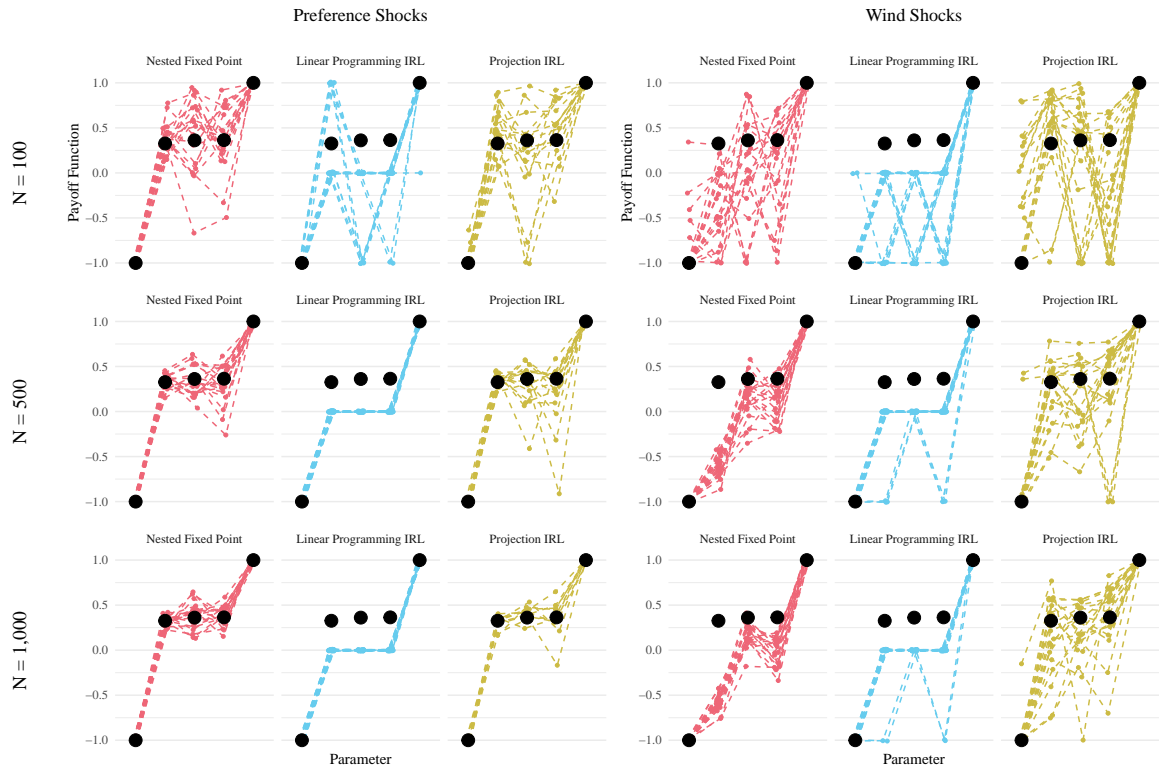 Preference Shocks
Wind Shocks
N = 100
Payoff Function
Nested Fixed Point
Linear Programming IRL
Projection IRL
1.0
0.5
0.0
−0.5
−1.0
Payoff Function
Nested Fixed Point
Linear Programming IRL
Projection IRL
1.0
0.5
0.0
−0.5
−1.0
N = 500
Nested Fixed Point
Linear Programming IRL
Projection IRL
1.0
0.5
0.0
−0.5
−1.0
Nested Fixed Point
Linear Programming IRL
Projection IRL
1.0
0.5
0.0
−0.5
−1.0
N = 1,000
Nested Fixed Point
Linear Programming IRL
Projection IRL
1.0
0.5
0.0
−0.5
−1.0
Nested Fixed Point
Linear Programming IRL
Projection IRL
1.0
0.5
0.0
−0.5
−1.0
Parameter
Parameter